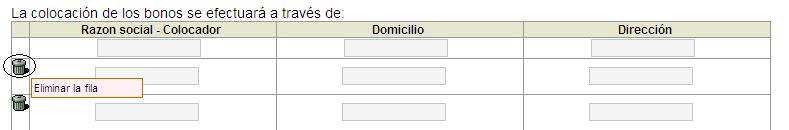 La colocación de los bonos se efectuará a través de:
Razon social - Colocador Domicilio Dirección
Eliminar la fila